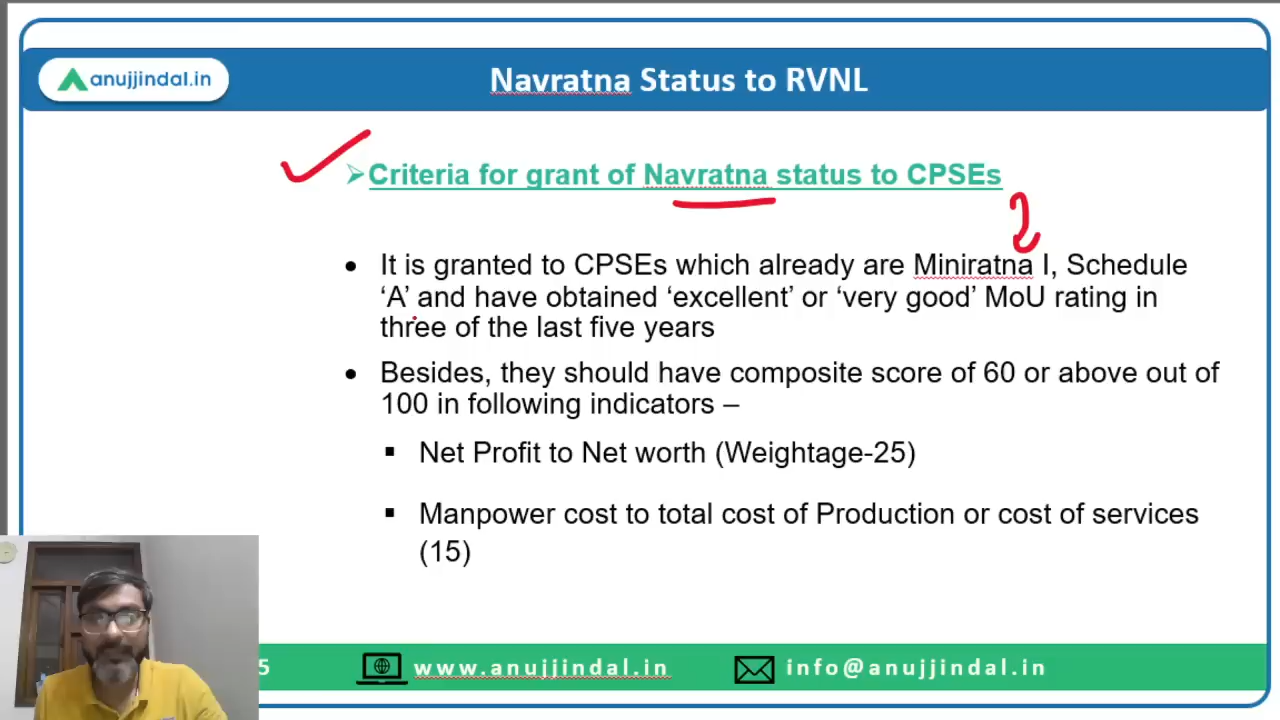 anujjindal.in
Navratna Status to RVNL
Criteria for grant of Navratna status to CPSEs
It is granted to CPSEs which already are Miniratna I, Schedule
‘A’ and have obtained ‘excellent’ or ‘very good’ MoU rating in
three of the last five years
Besides, they should have composite score of 60 or above out of
100 in following indicators –
Net Profit to Net worth (Weightage-25)
Manpower cost to total cost of Production or cost of services
(15)
5
www.anujjindal.in
info@anujjindal.in